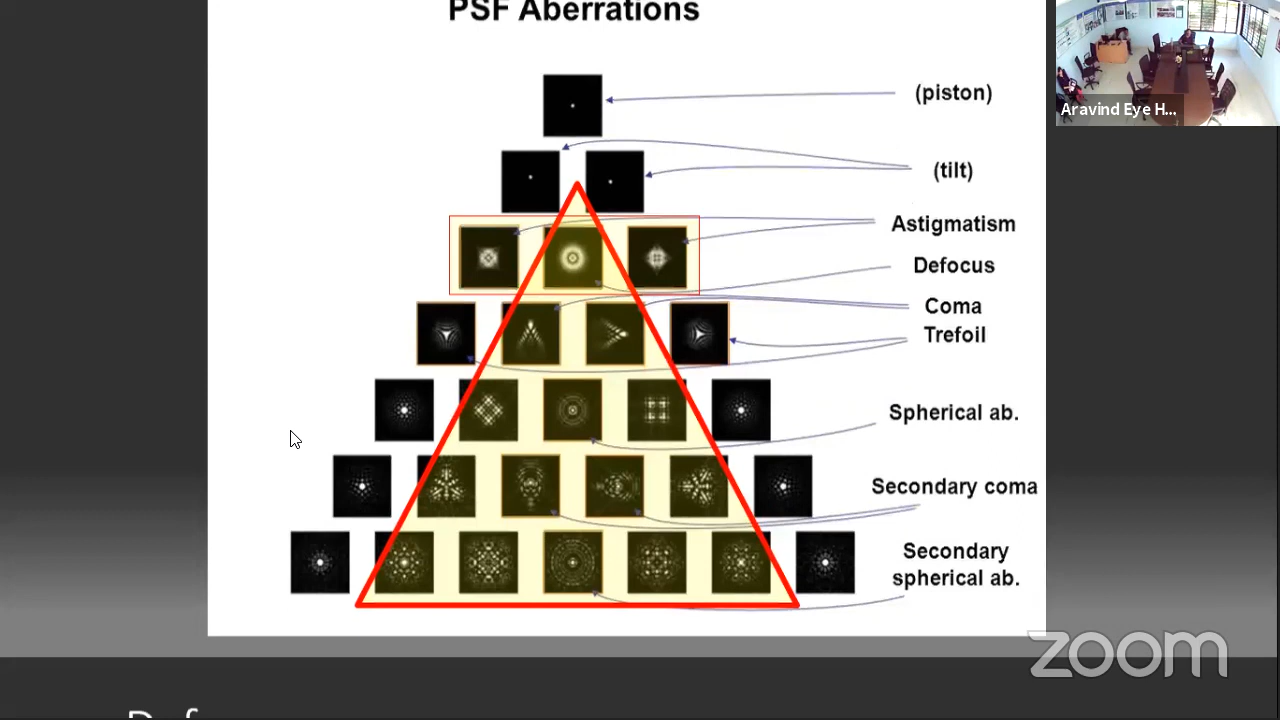 PSF Aberrations
(piston)
(tilt)
Astigmatism
Defocus
Coma
Trefoil
Spherical ab.
Secondary coma
Secondary
spherical ab.
Aravind Eye H...
zoom